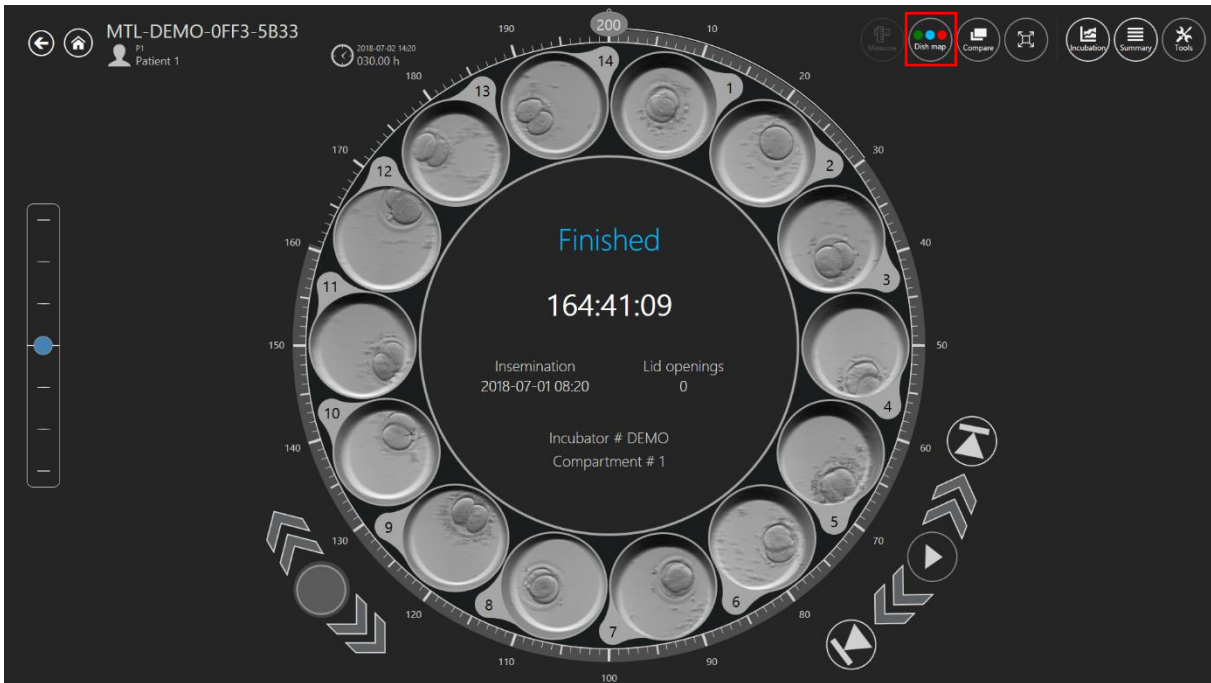 MTL-DEMO-0FF3-5B33
P1
Patient 1
2018-07-02 14:20
030.00 h
Measure
Dish map
Compare
Incubation
Summary
Tools
200
10
20
30
40
50
60
70
80
90
100
110
120
130
140
150
160
170
180
190
1
2
3
4
5
6
7
8
9
10
11
12
13
14
Finished
164:41:09
Insemination
2018-07-01 08:20
Lid openings
0
Incubator # DEMO
Compartment # 1